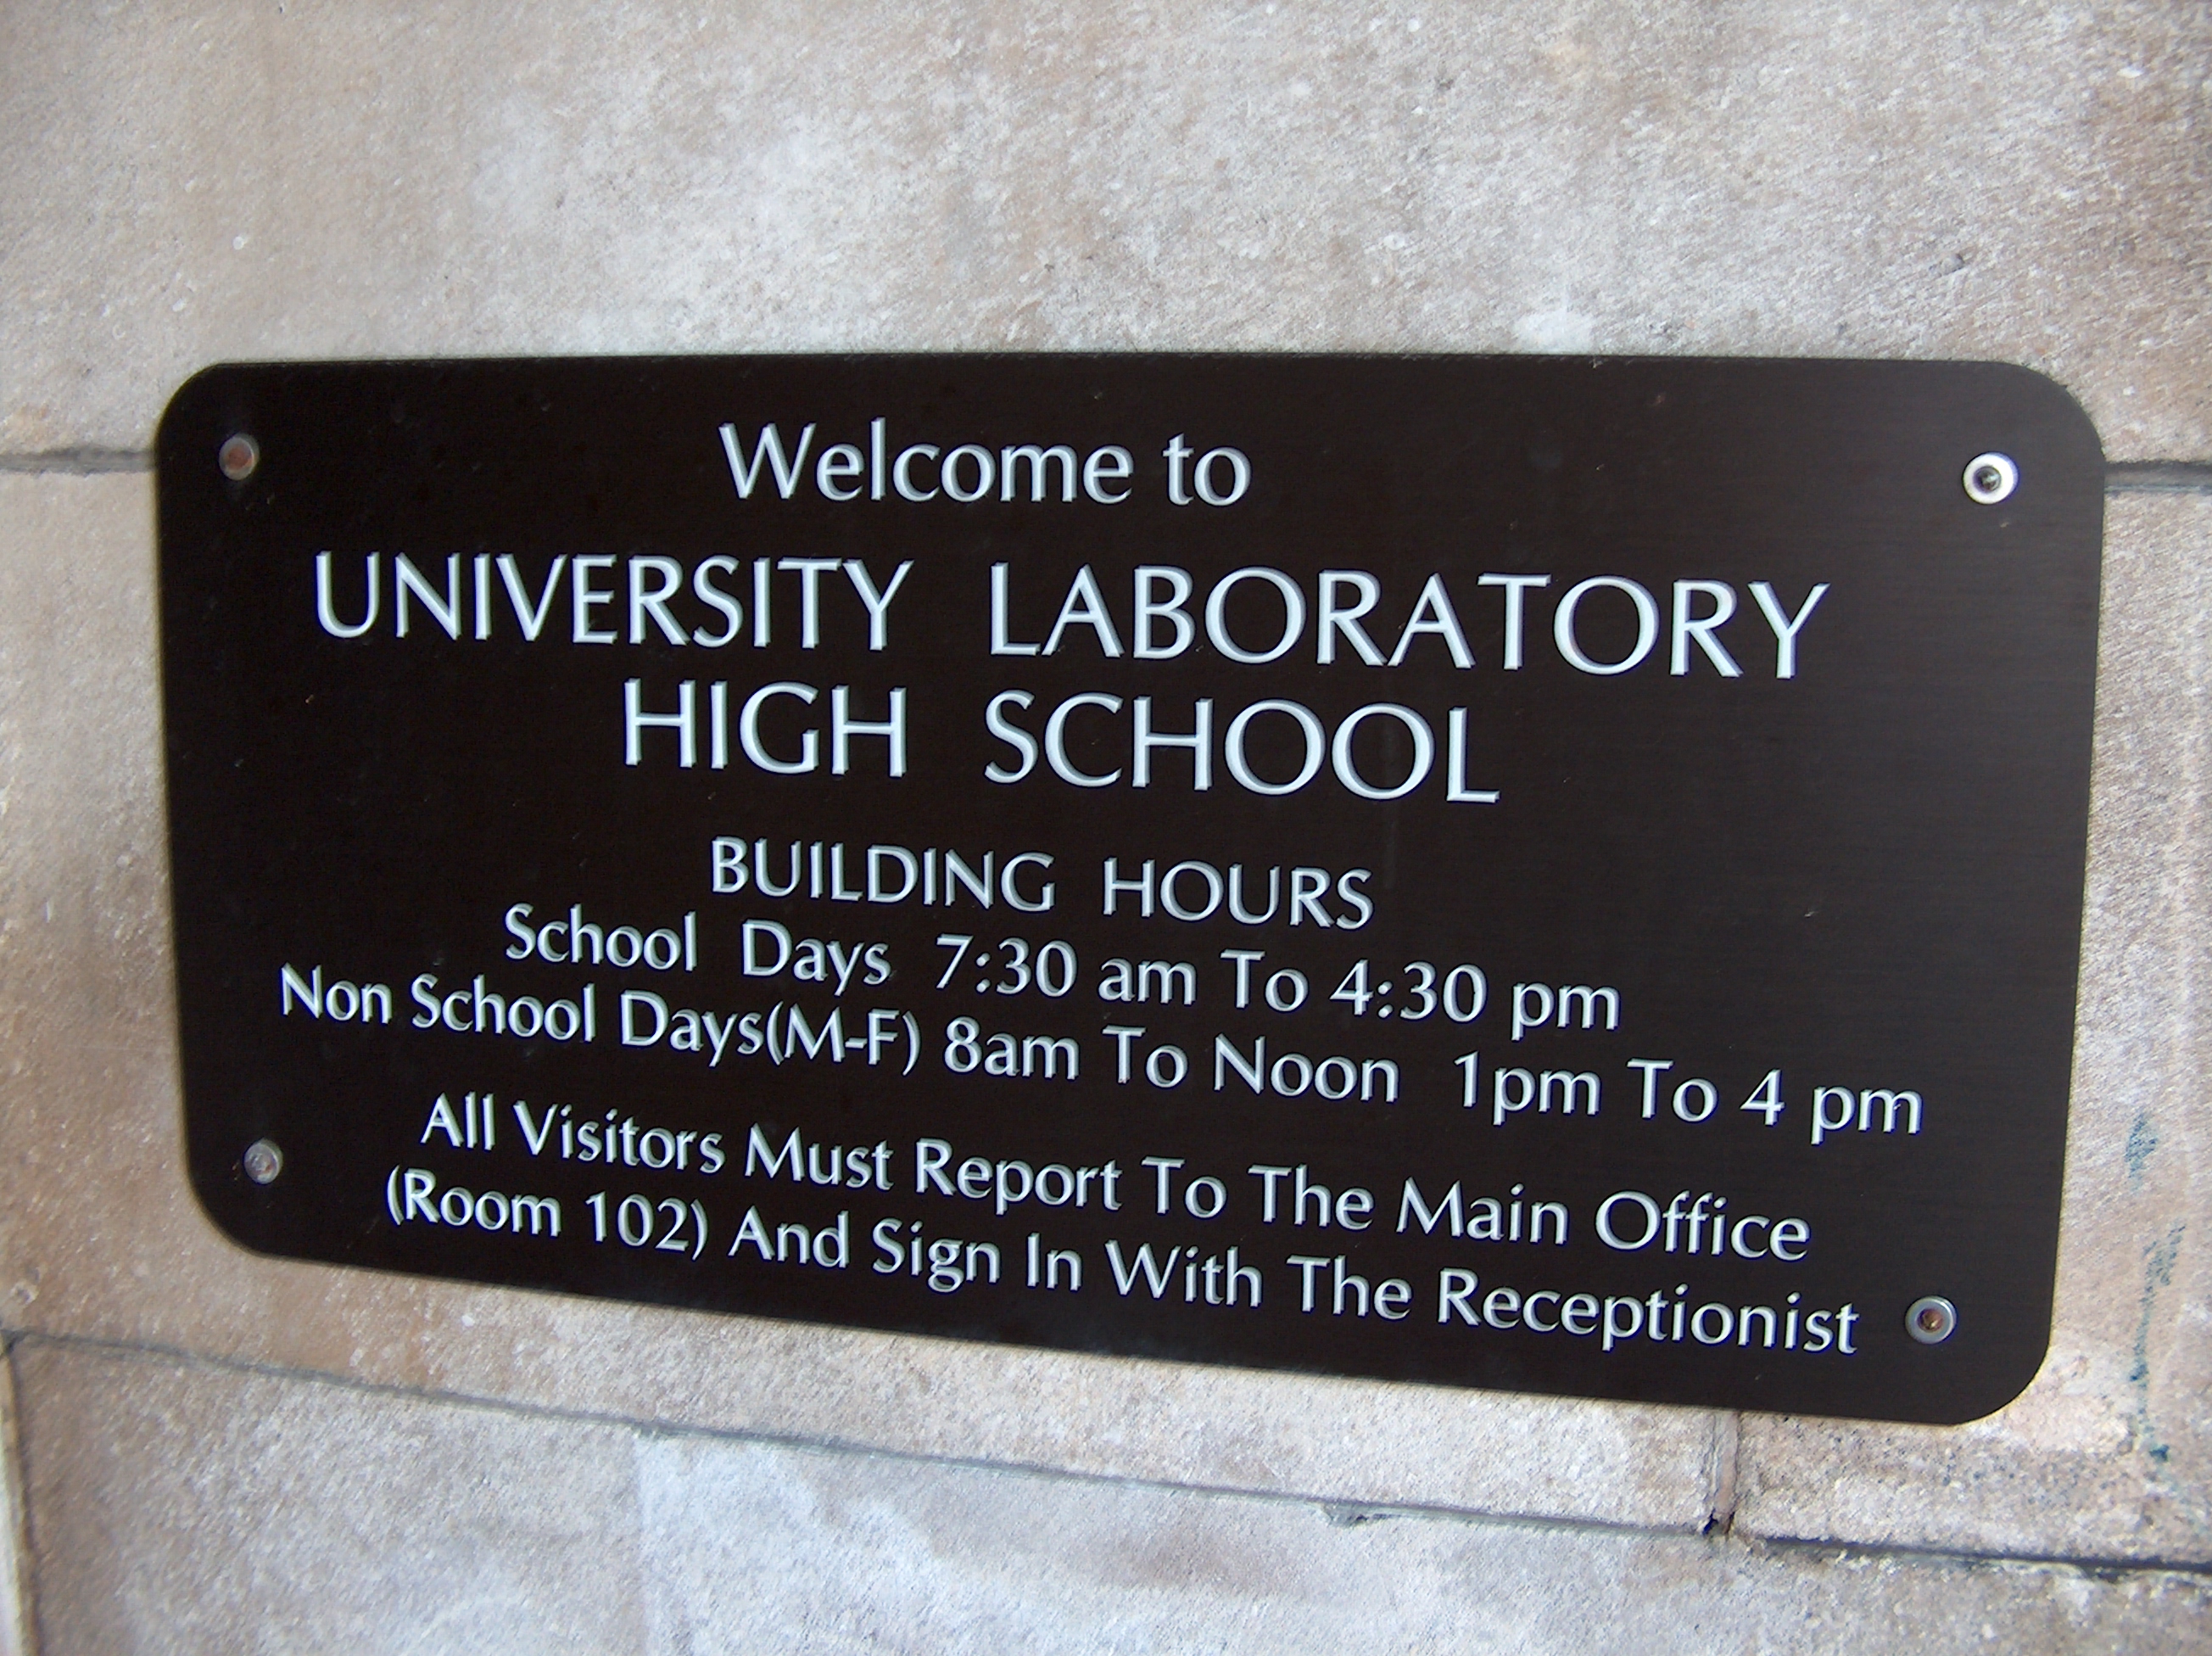 Welcome to
UNIVERSITY LABORATORY
HIGH SCHOOL
BUILDING HOURS
School Days 7:30 am To 4:30 pm
Non School Days(M-F) 8am To Noon 1pm To 4 pm
All Visitors Must Report To The Main Office
(Room 102) And Sign In With The Receptionist